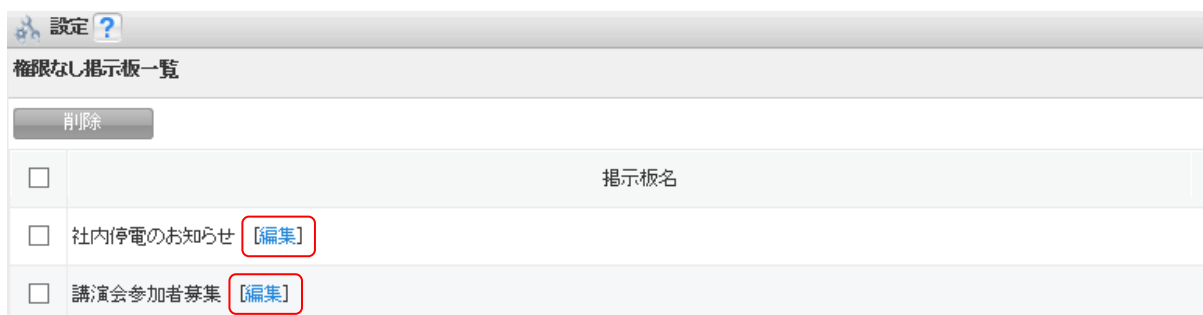 設定 ?
権限なし掲示板一覧
削除
掲示板名
社内停電のお知らせ [編集]
講演会参加者募集 [編集]